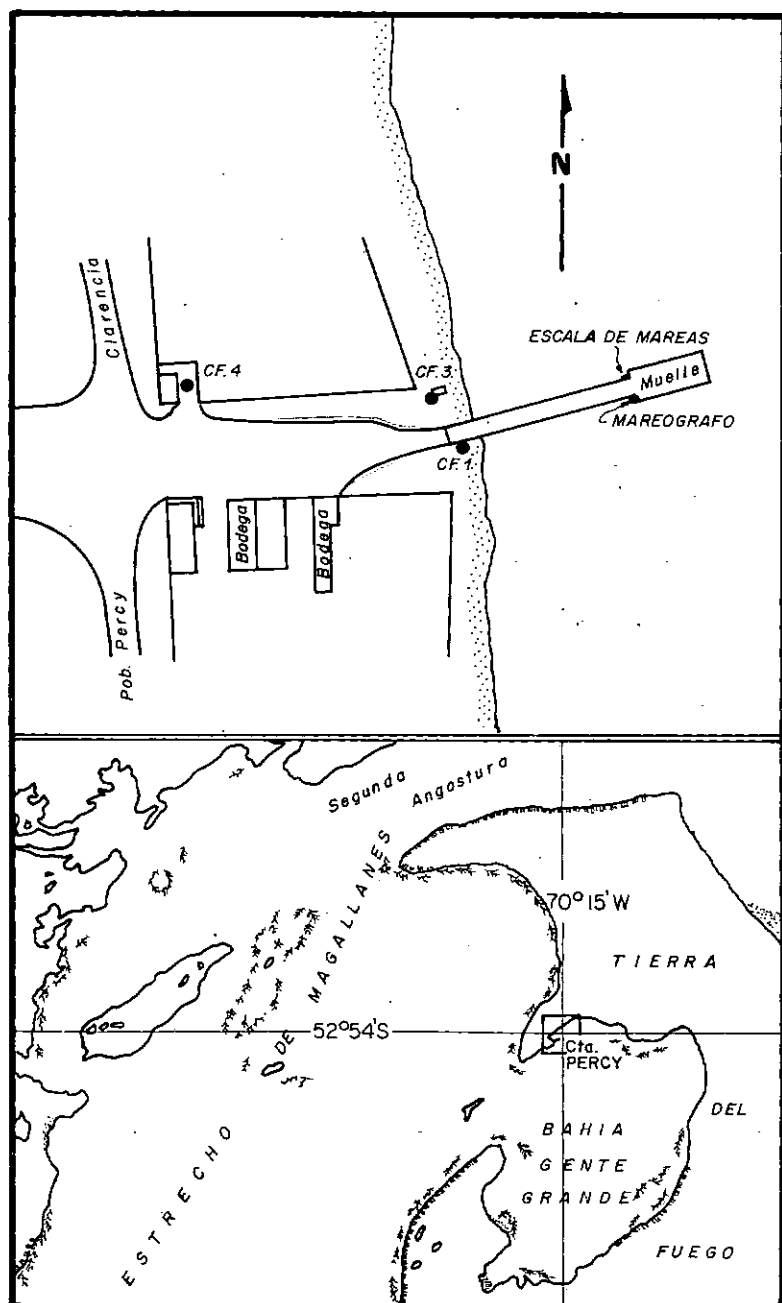 N
Clarencia
CF. 4
CF. 3
ESCALA DE MAREAS
Muelle
MAREOGRAFO
CF. 1
Bodega
Bodega
Pob. Percy
Segunda
Angostura
ESTRECHO DE MAGALLANES
70° 15' W
TIERRA
52° 54' S
Cta.
PERCY
DEL
BAHIA
GENTE
GRANDE
FUEGO